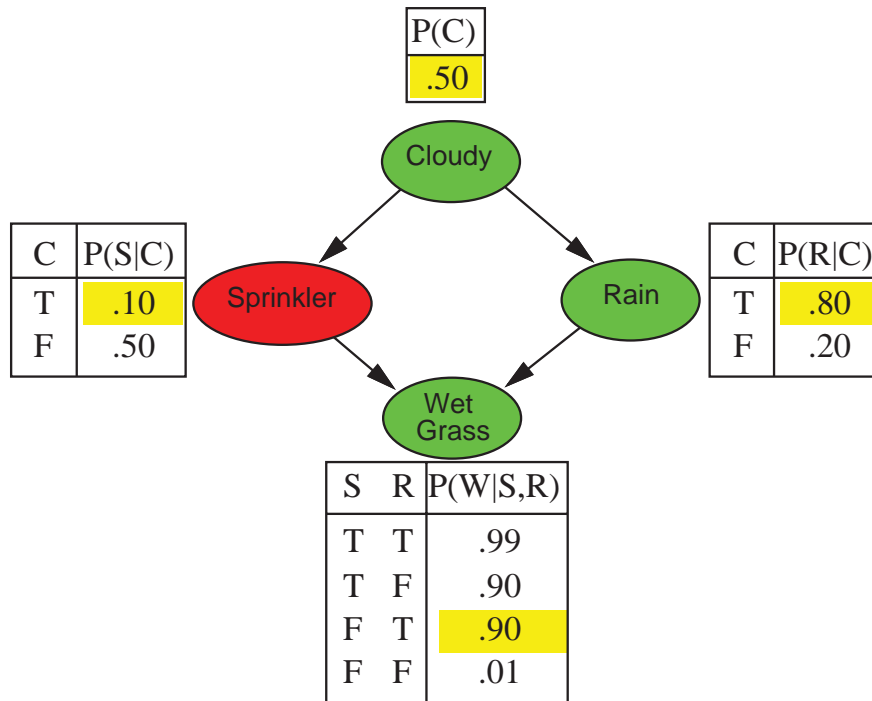 P(C)
.50
Cloudy
C P(S|C)
T .10
F .50
Sprinkler
Rain
C P(R|C)
T .80
F .20
Wet
Grass
S R P(W|S,R)
T T .99
T F .90
F T .90
F F .01